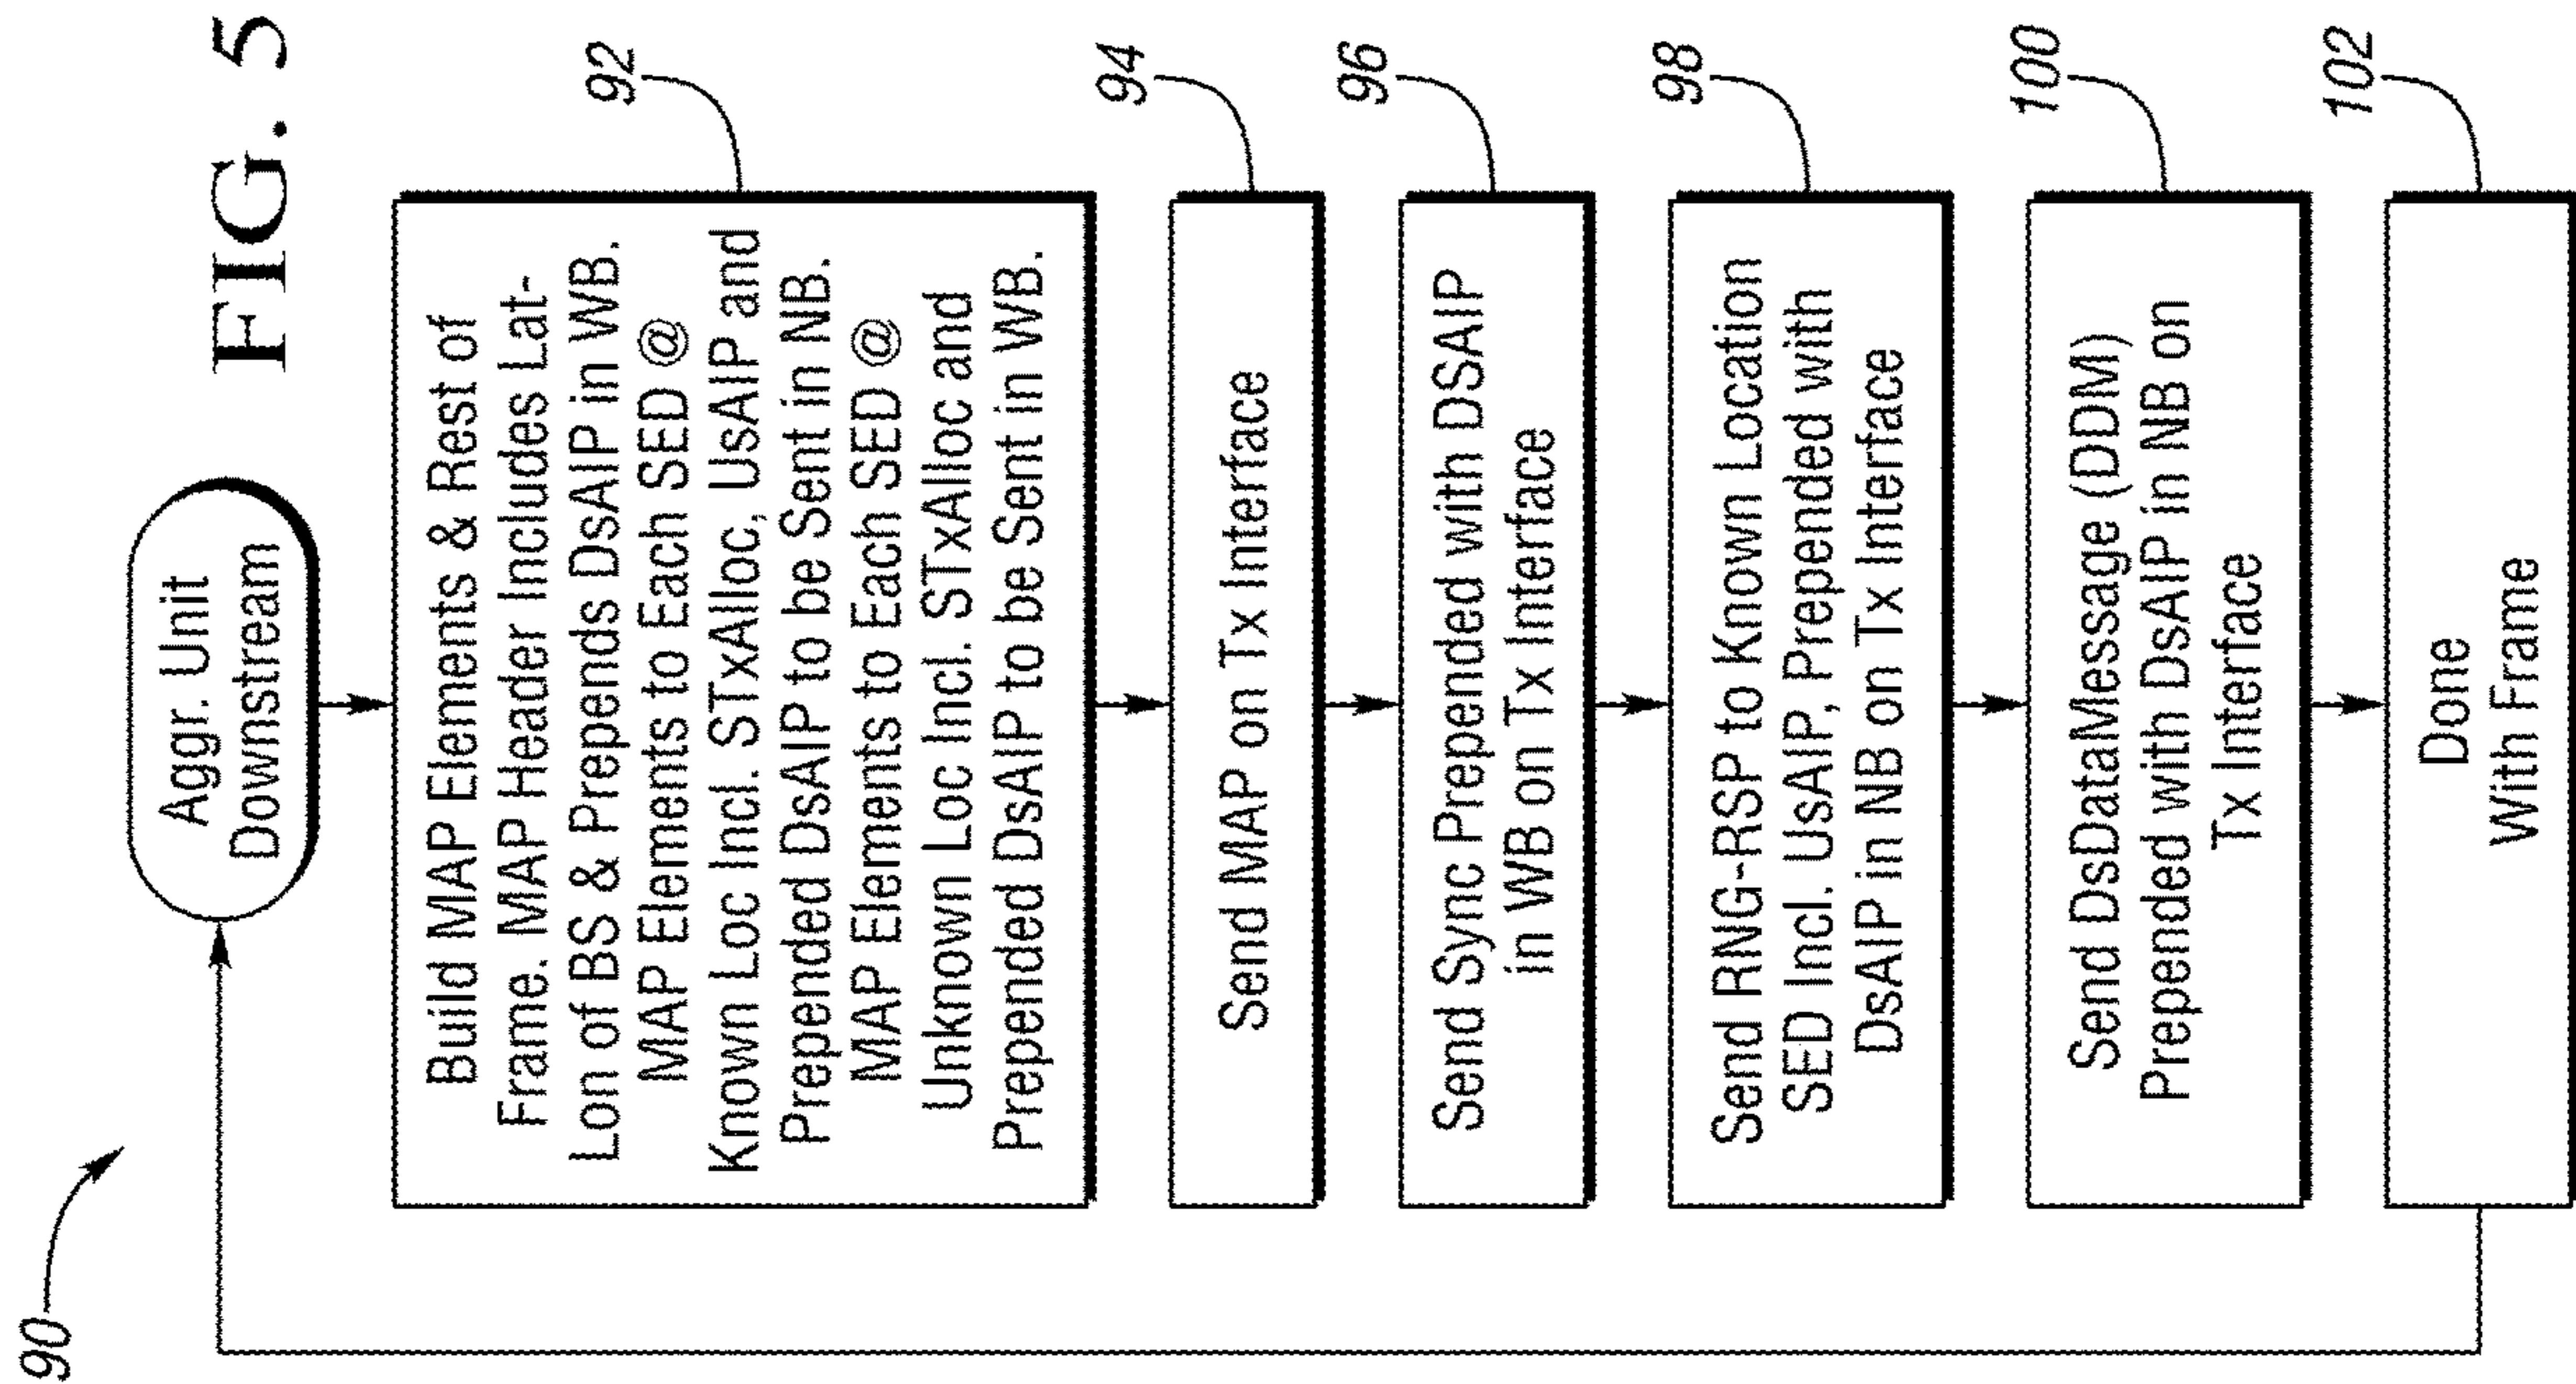 FIG. 5
90
Aggr. Unit
Downstream
Build MAP Elements & Rest of
Frame. MAP Header Includes Lat-
Lon of BS & Prepends DsAIP in WB.
MAP Elements to Each SED @
Known Loc Incl. STxAlloc, UsAIP and
Prepended DsAIP to be Sent in NB.
MAP Elements to Each SED @
Unknown Loc Incl. STxAlloc and
Prepended DsAIP to be Sent in WB.
92
Send MAP on Tx Interface
94
Send Sync Prepended with DSAIP
in WB on Tx Interface
96
Send RNG-RSP to Known Location
SED Incl. UsAIP, Prepended with
DsAIP in NB on Tx Interface
98
Send DsDataMessage (DDM)
Prepended with DsAIP in NB on
Tx Interface
100
Done
With Frame
102